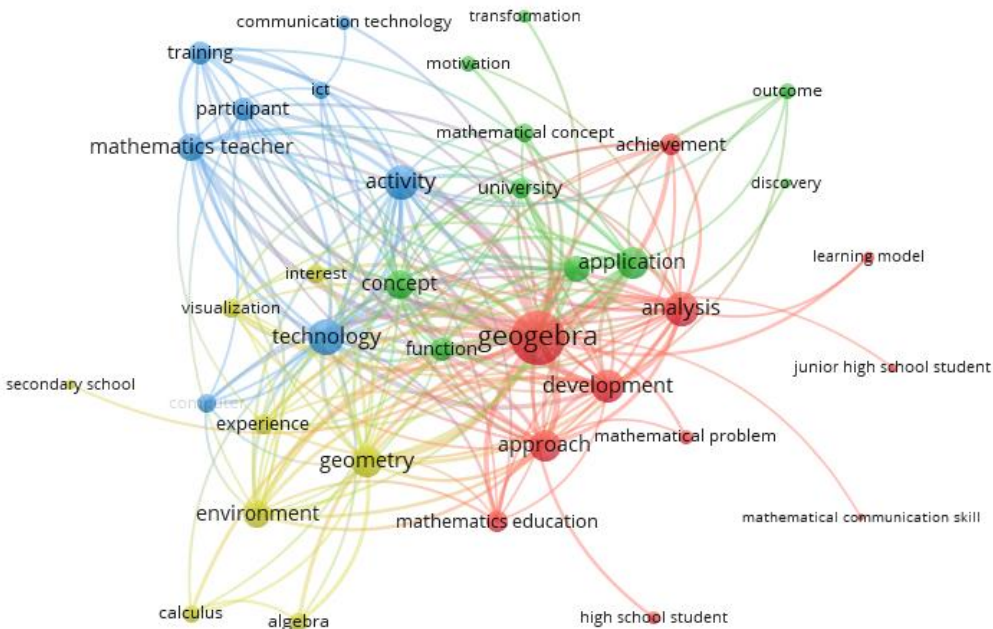 transformation
communication technology
training
motivation
ict
outcome
participant
mathematical concept
mathematics teacher
achievement
activity
university
discovery
application
learning model
interest
concept
visualization
analysis
technology
geogebra
function
junior high school student
secondary school
development
computer
experience
approach
mathematical problem
geometry
environment
mathematics education
mathematical communication skill
calculus
algebra
high school student